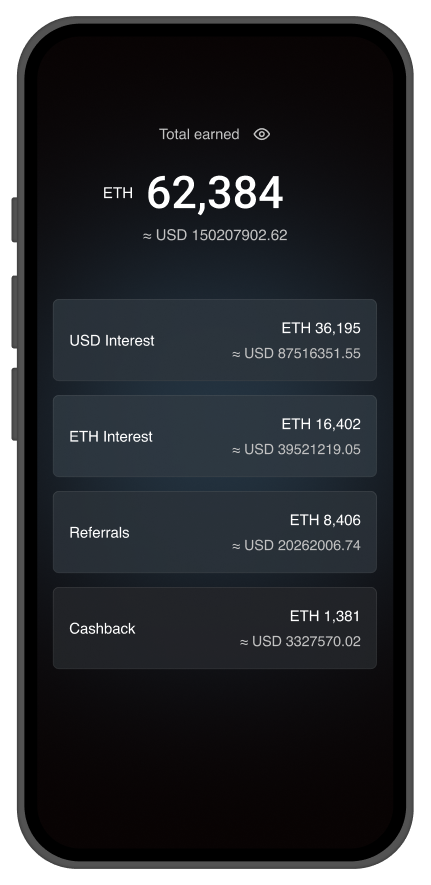 Total earned
ETH 62,384
≈ USD 150207902.62
USD Interest
ETH 36,195
≈ USD 87516351.55
ETH Interest
ETH 16,402
≈ USD 39521219.05
Referrals
ETH 8,406
≈ USD 20262006.74
Cashback
ETH 1,381
≈ USD 3327570.02